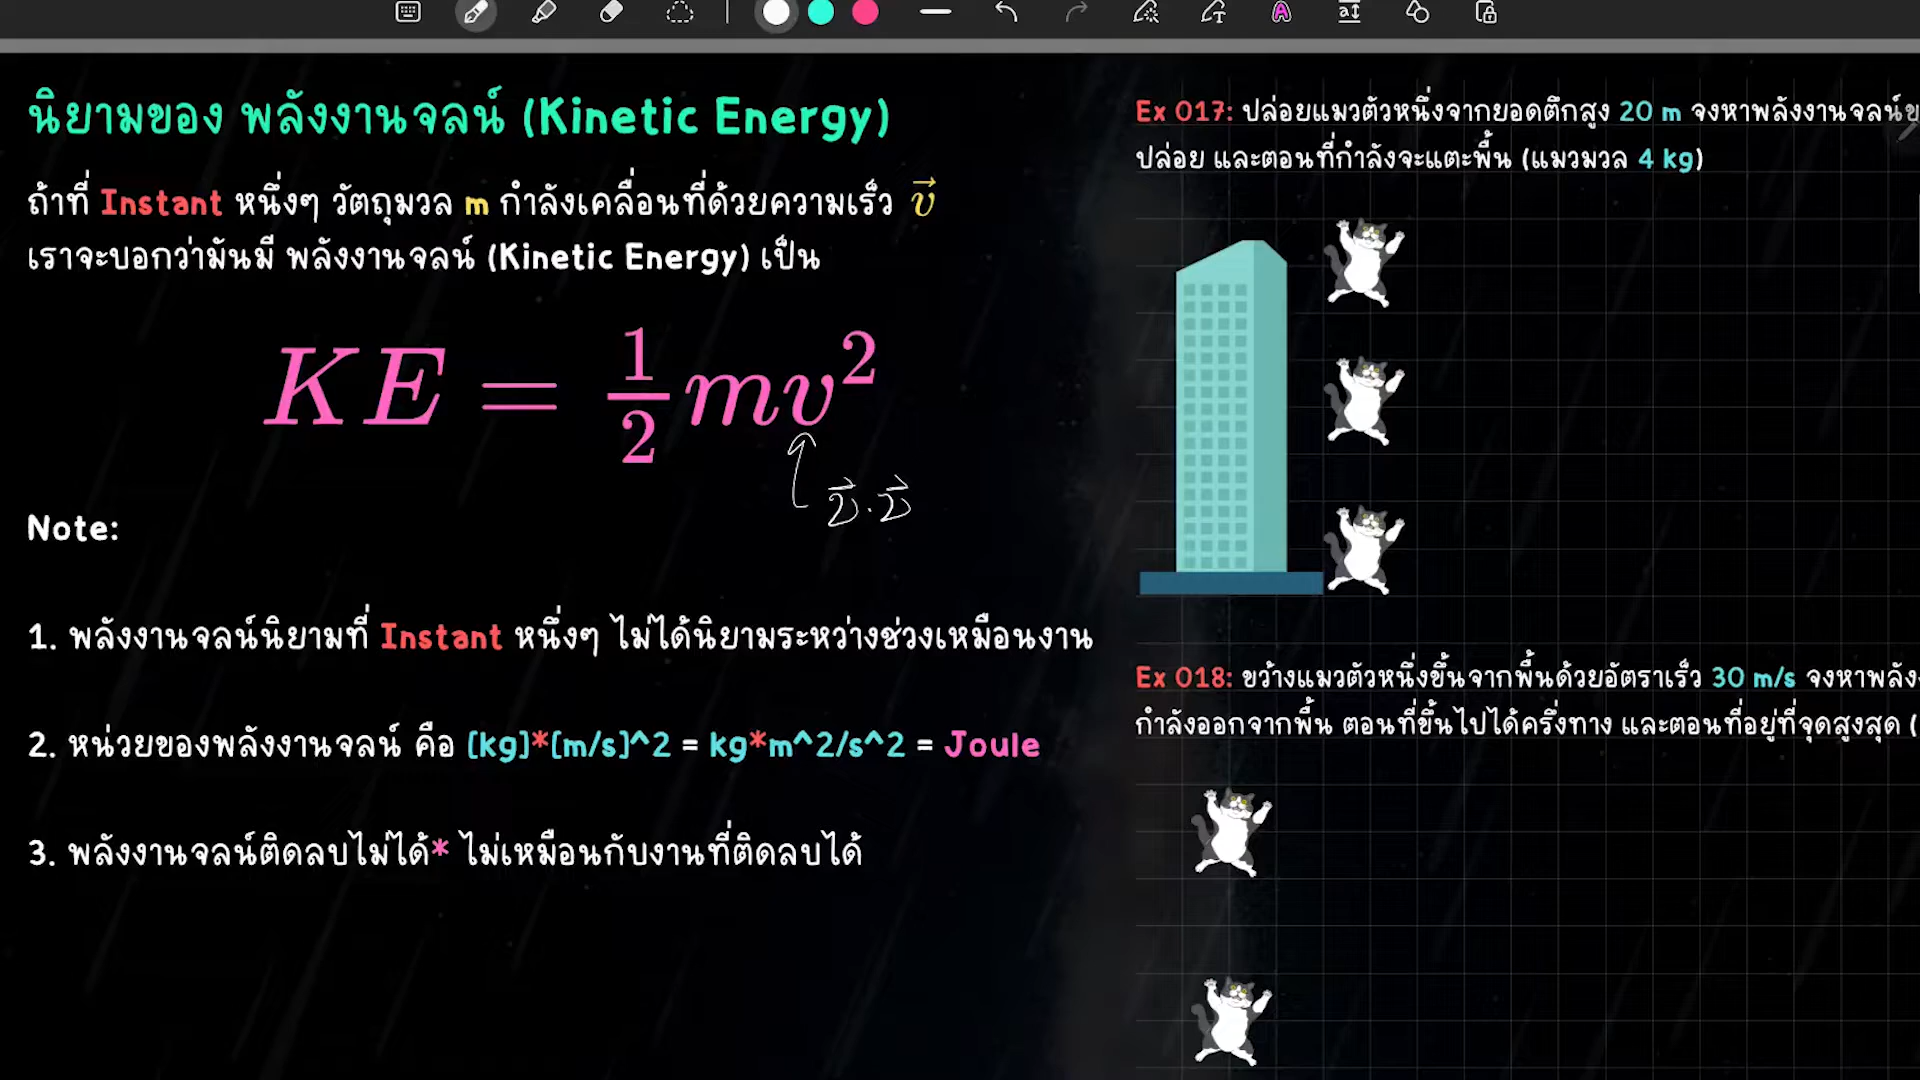 นิยามของ พลังงานจลน์ (Kinetic Energy)
ถ้าที่ Instant หนึ่งๆ วัตถุมวล m กำลังเคลื่อนที่ด้วยความเร็ว \vec{v}
เราจะบอกว่ามันมี พลังงานจลน์ (Kinetic Energy) เป็น
KE = \frac{1}{2}mv^2
\vec{v}·\vec{v}
Note:
1. พลังงานจลน์นิยามที่ Instant หนึ่งๆ ไม่ได้นิยามระหว่างช่วงเหมือนงาน
2. หน่วยของพลังงานจลน์ คือ [kg]*[m/s]^2 = kg*m^2/s^2 = Joule
3. พลังงานจลน์ติดลบไม่ได้* ไม่เหมือนกับงานที่ติดลบได้
Ex 017: ปล่อยแมวตัวหนึ่งจากยอดตึกสูง 20 m จงหาพลังงานจลน์
ปล่อย และตอนที่กำลังจะแตะพื้น (แมวมวล 4 kg)
Ex 018: ขว้างแมวตัวหนึ่งขึ้นจากพื้นด้วยอัตราเร็ว 30 m/s จงหาพลัง
กำลังออกจากพื้น ตอนที่ขึ้นไปได้ครึ่งทาง และตอนที่อยู่ที่จุดสูงสุด (